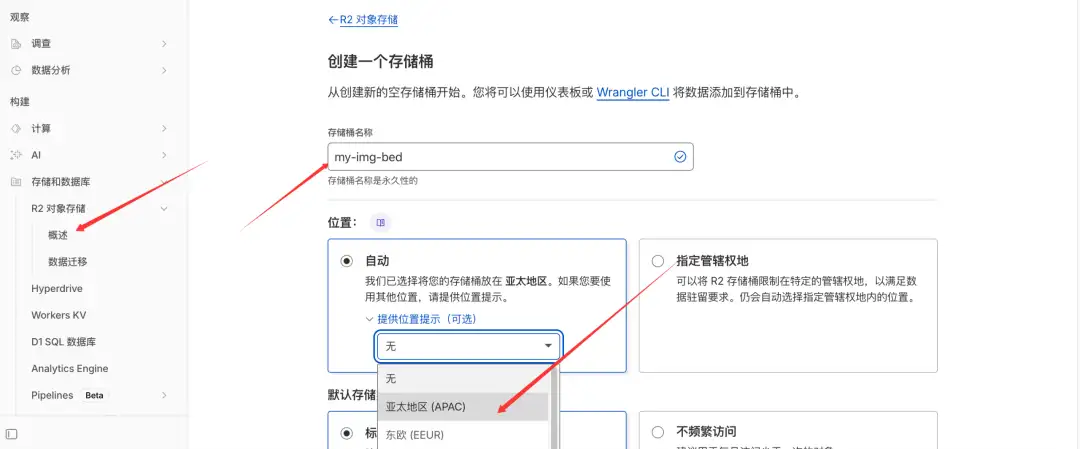 观察
调查
数据分析
构建
计算
AI
存储和数据库
R2 对象存储
概述
数据迁移
Hyperdrive
Workers KV
D1 SQL 数据库
Analytics Engine
Pipelines Beta
←R2 对象存储
创建一个存储桶
从创建新的空存储桶开始。您将可以使用仪表板或 Wrangler CLI 将数据添加到存储桶中。
存储桶名称
my-img-bed
存储桶名称是永久性的
位置：
自动
我们已选择将您的存储桶放在 亚太地区。如果您要使
用其他位置，请提供位置提示。
提供位置提示（可选）
无
无
亚太地区 (APAC)
东欧 (EEUR)
指定管辖权地
可以将 R2 存储桶限制在特定的管辖权地，以满足数
据驻留要求。仍会自动选择指定管辖权地内的位置。
默认存储
标
不频繁访问